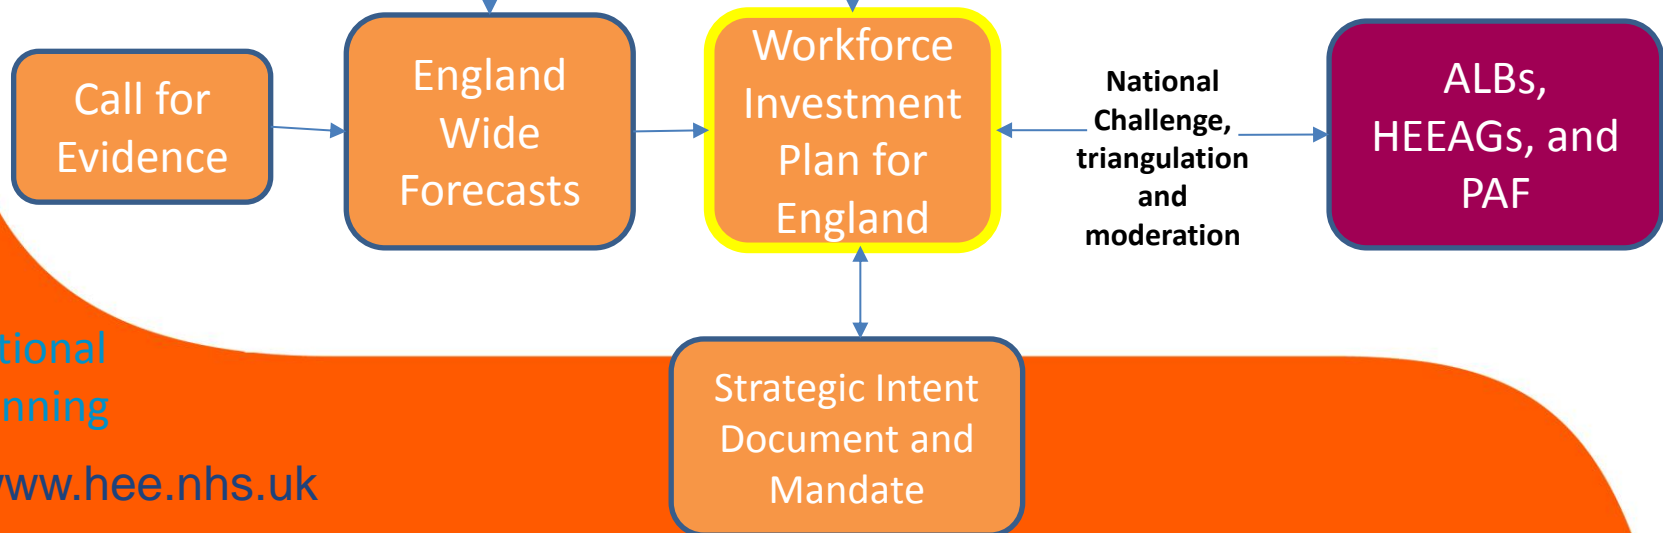 Call for
Evidence
England
Wide
Forecasts
Workforce
Investment
Plan for
England
National
Challenge,
triangulation
and
moderation
ALBs,
HEEAGs, and
PAF
Strategic Intent
Document and
Mandate
tional
nning
www.hee.nhs.uk